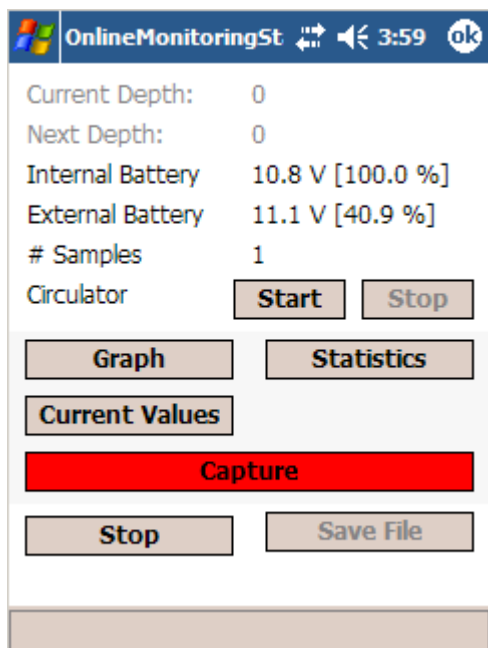 OnlineMonitoringSt 3:59 ok
Current Depth: 0
Next Depth: 0
Internal Battery 10.8 V [100.0 %]
External Battery 11.1 V [40.9 %]
# Samples 1
Circulator Start Stop
Graph Statistics
Current Values
Capture
Stop Save File